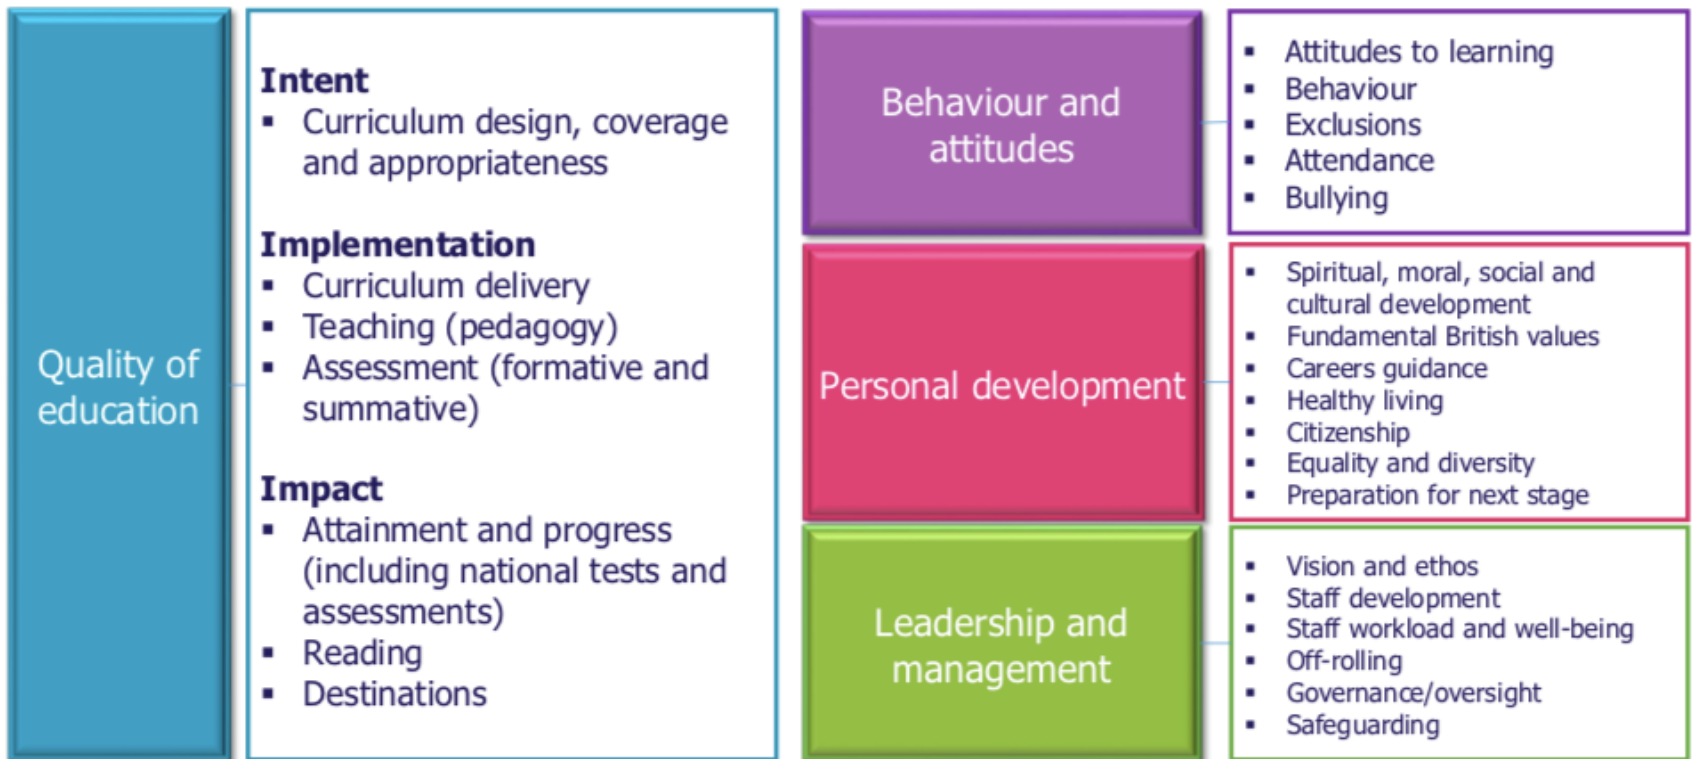 Quality of
education
Intent
▪ Curriculum design, coverage
and appropriateness
Implementation
▪ Curriculum delivery
▪ Teaching (pedagogy)
▪ Assessment (formative and
summative)
Impact
▪ Attainment and progress
(including national tests and
assessments)
▪ Reading
▪ Destinations
Behaviour and
attitudes
▪ Attitudes to learning
▪ Behaviour
▪ Exclusions
▪ Attendance
▪ Bullying
Personal development
▪ Spiritual, moral, social and
cultural development
▪ Fundamental British values
▪ Careers guidance
▪ Healthy living
▪ Citizenship
▪ Equality and diversity
▪ Preparation for next stage
Leadership and
management
▪ Vision and ethos
▪ Staff development
▪ Staff workload and well-being
▪ Off-rolling
▪ Governance/oversight
▪ Safeguarding